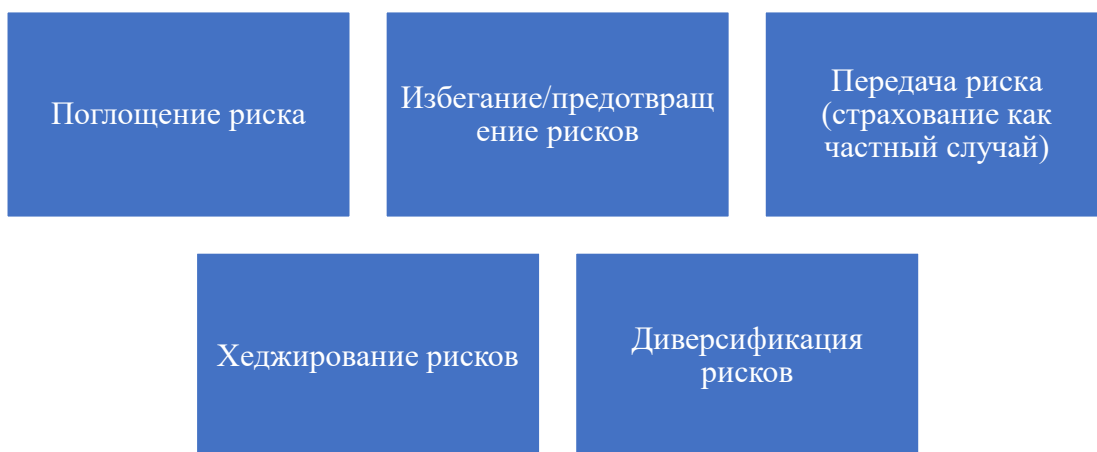 Поглощение риска
Избегание/предотвращ
ение рисков
Передача риска
(страхование как
частный случай)
Хеджирование рисков
Диверсификация
рисков